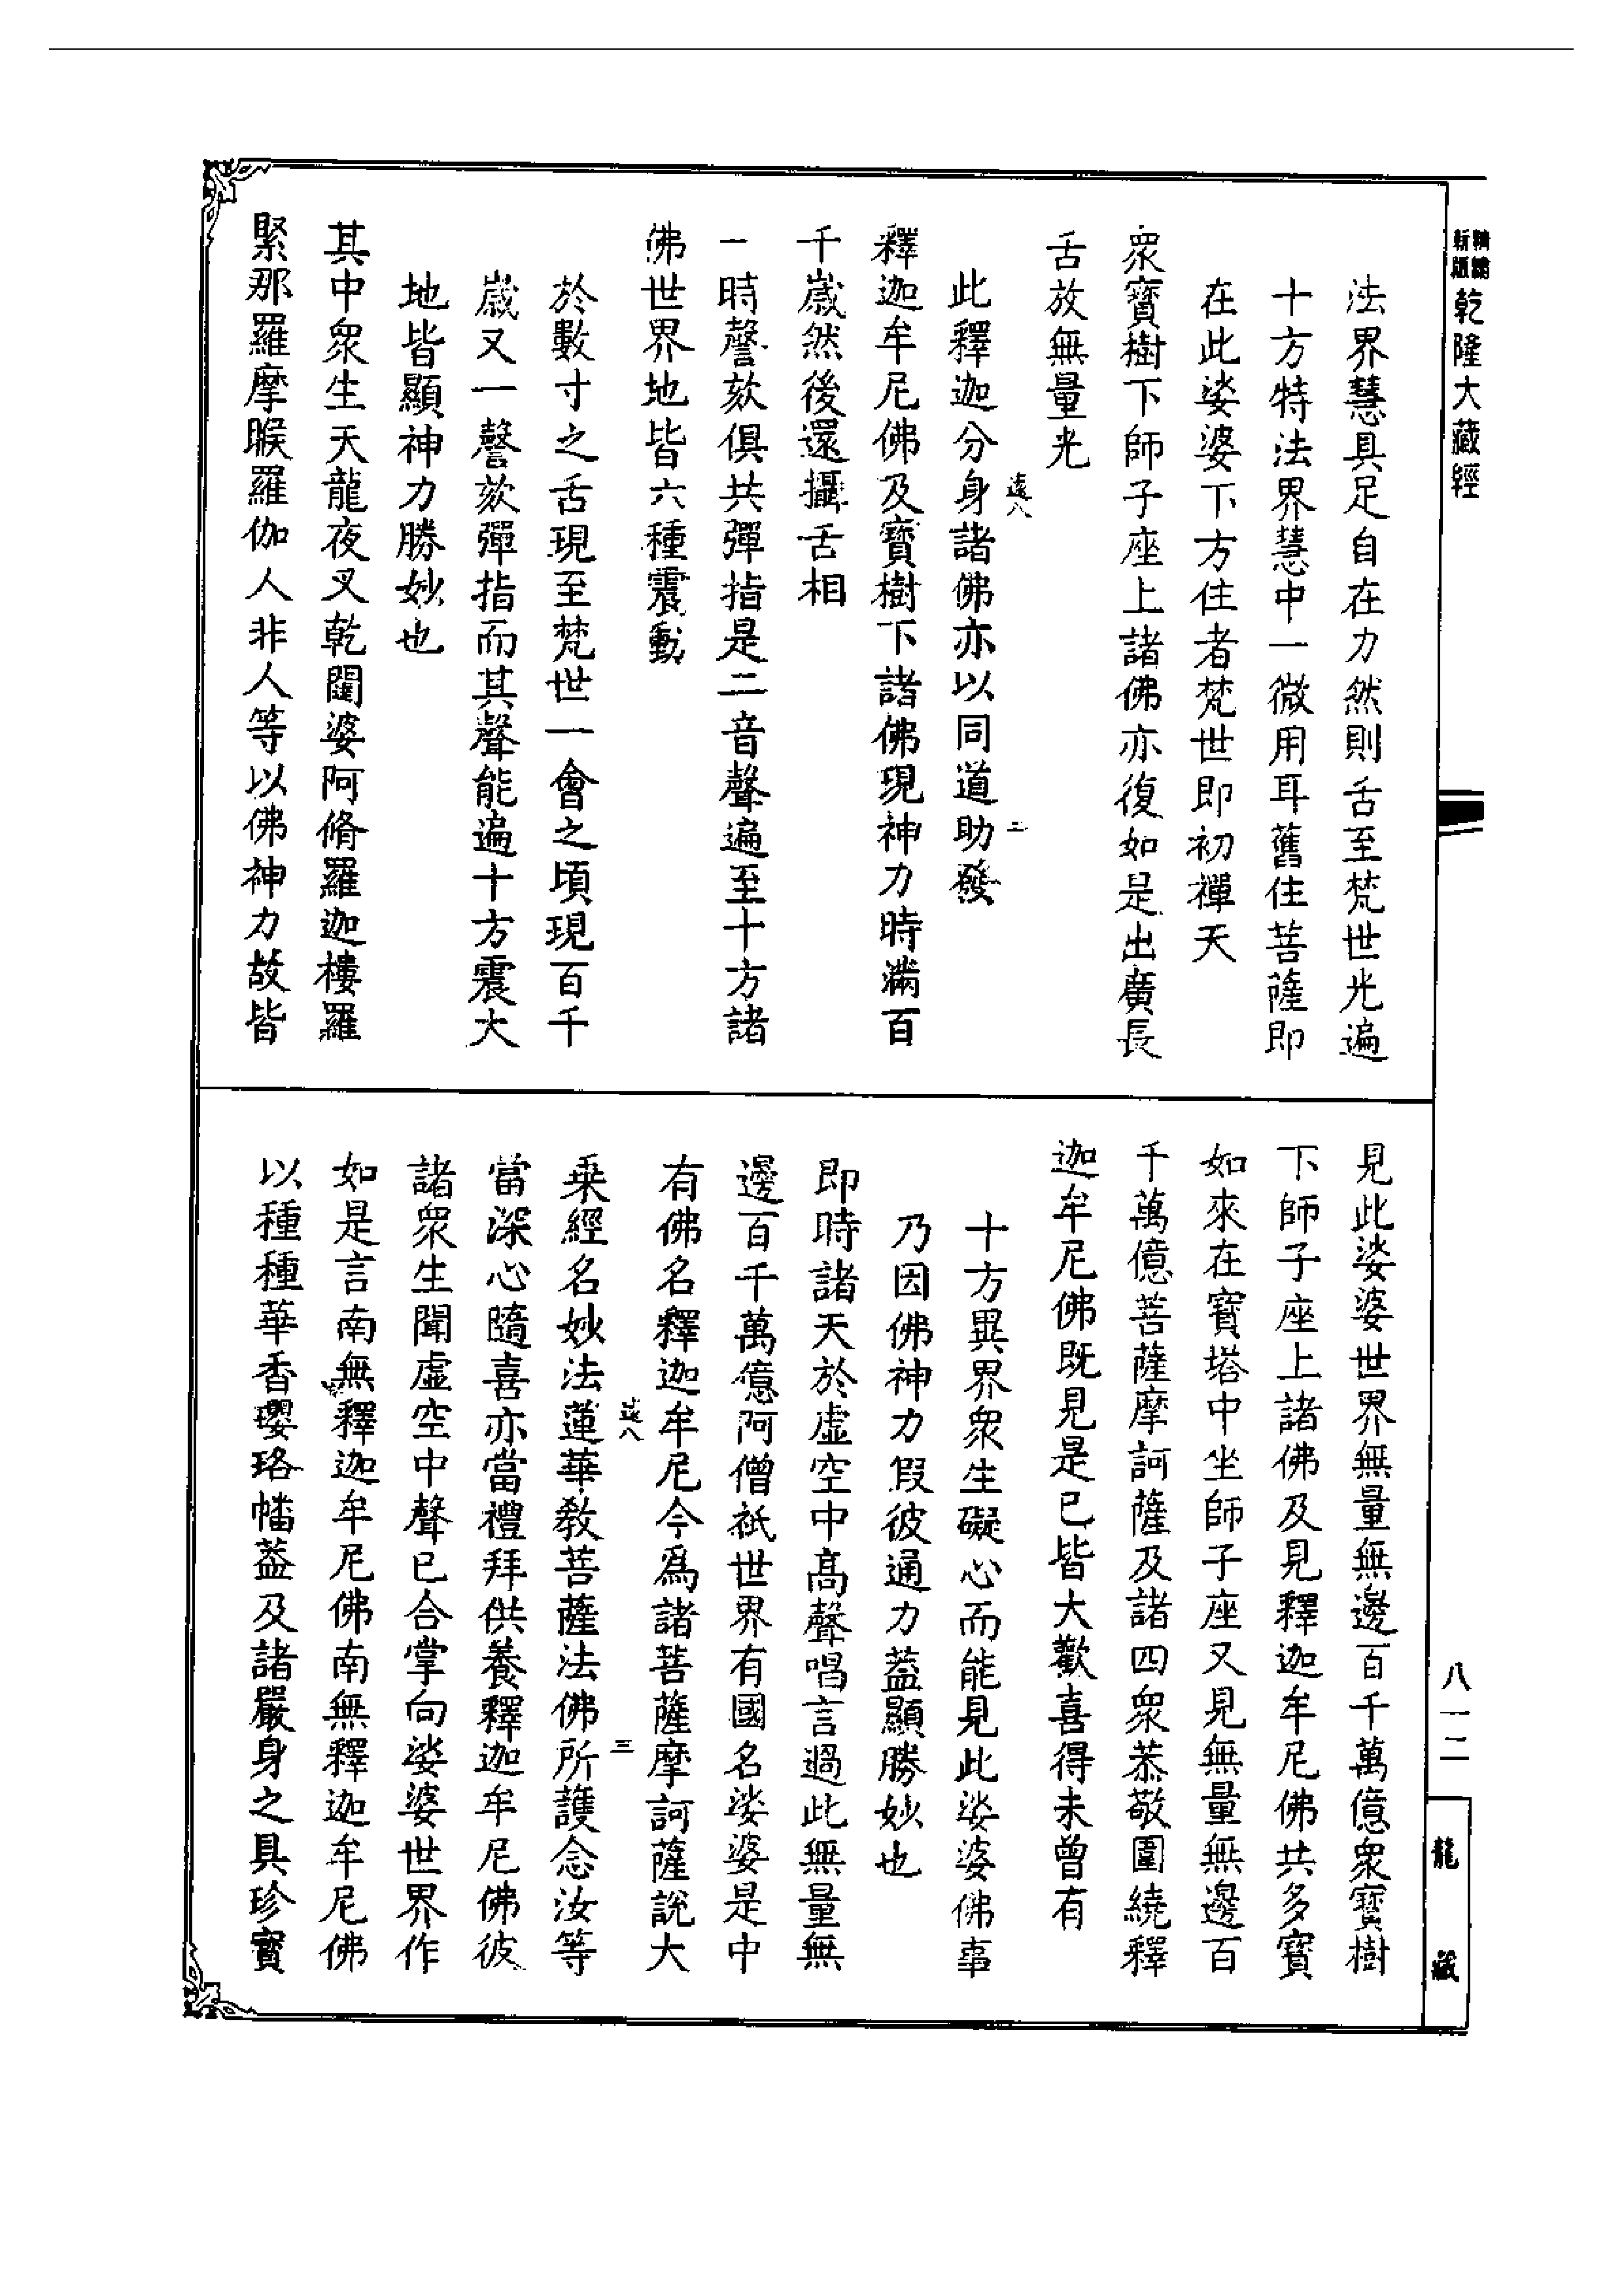 精縮新版乾隆大藏經
法界慧具足自在力然則舌至梵世光遍
十方特法界慧中一微用耳舊住菩薩即
在此娑婆下方住者梵世即初禪天
衆寶樹下師子座上諸佛亦復如是出廣長
舌放無量光
遠八
二
此釋迦分身諸佛亦以同道助發
釋迦牟尼佛及寶樹下諸佛現神力時滿百
千歲然後還攝舌相
一時謦欬俱共彈指是二音聲遍至十方諸
佛世界地皆六種震動
於數寸之舌現至梵世一會之頃現百千
歲又一謦欬彈指而其聲能遍十方震大
地皆顯神力勝妙也
其中衆生天龍夜叉乾闥婆阿脩羅迦樓羅
緊那羅摩睺羅伽人非人等以佛神力故皆
見此娑婆世界無量無邊百千萬億衆寶樹
下師子座上諸佛及見釋迦牟尼佛共多寶
如來在寶塔中坐師子座又見無量無邊百
千萬億菩薩摩訶薩及諸四衆恭敬圍繞釋
迦牟尼佛既見是已皆大歡喜得未曾有
十方異界衆生礙心而能見此娑婆佛事
乃因佛神力假彼通力葢顯勝妙也
即時諸天於虛空中高聲唱言過此無量無
邊百千萬億阿僧祇世界有國名娑婆是中
有佛名釋迦牟尼今爲諸菩薩摩訶薩說大
遠八
三
乗經名妙法蓮華教菩薩法佛所護念汝等
當深心隨喜亦當禮拜供養釋迦牟尼佛彼
諸衆生聞虛空中聲已合掌向娑婆世界作
如是言南無釋迦牟尼佛南無釋迦牟尼佛
以種種華香瓔珞幡葢及諸嚴身之具珍寶
八一二
龍藏